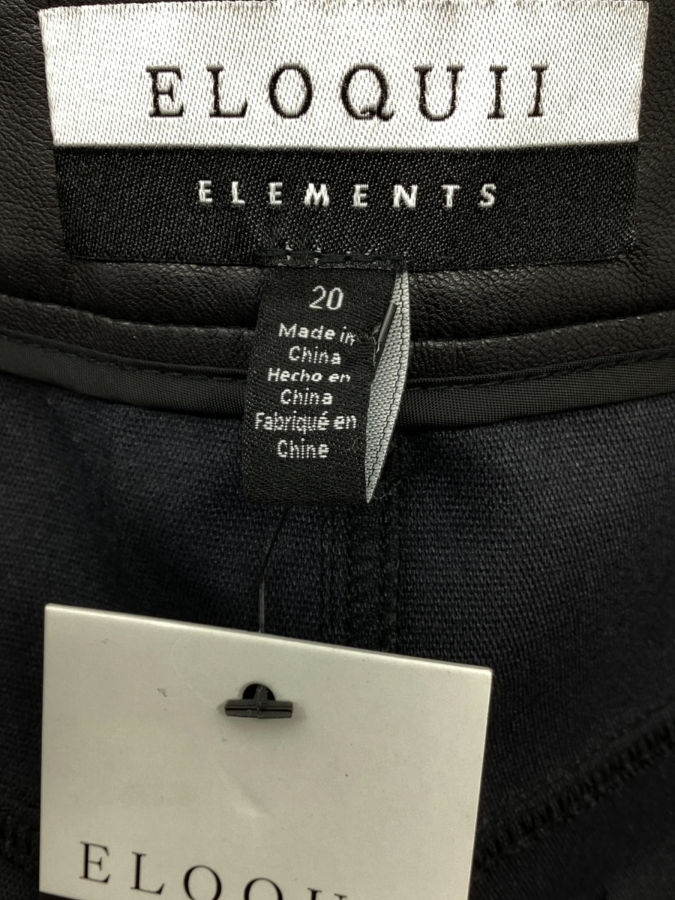 ELOQUII
ELEMENTS
20
Made in
China
Hecho en
China
Fabriqué en
Chine